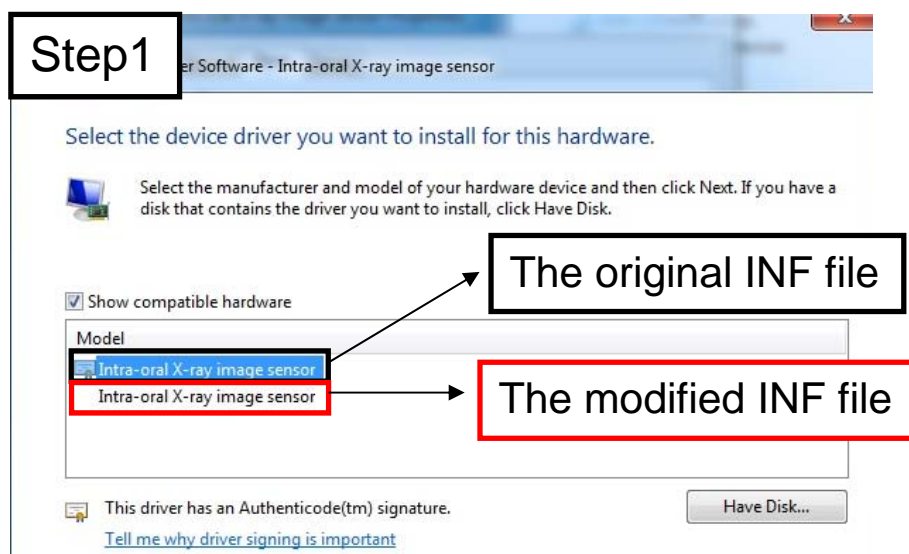 Step1
er Software - Intra-oral X-ray image sensor
Select the device driver you want to install for this hardware.
Select the manufacturer and model of your hardware device and then click Next. If you have a
disk that contains the driver you want to install, click Have Disk.
The original INF file
Show compatible hardware
Model
Intra-oral X-ray image sensor
Intra-oral X-ray image sensor
The modified INF file
This driver has an Authenticode(tm) signature.
Have Disk...
Tell me why driver signing is important